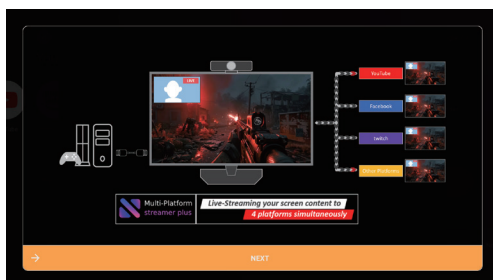 LIVE
YouTube
Facebook
twitch
Other Platforms
Multi-Platform
streamer plus
Live-Streaming your screen content to
4 platforms simultaneously
NEXT